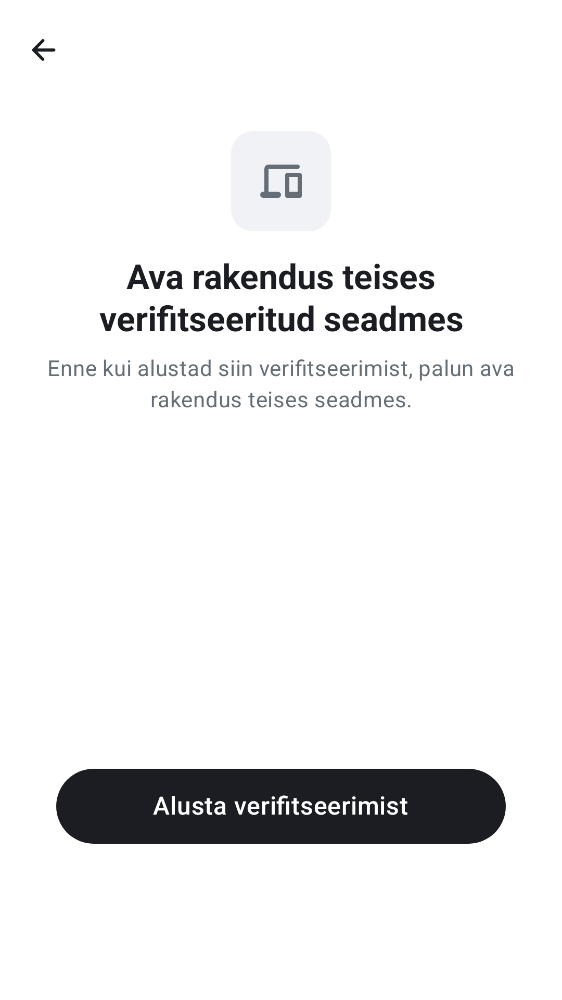 Ava rakendus teises
verifitseeritud seadmes
Enne kui alustad siin verifitseerimist, palun ava
rakendus teises seadmes.
Alusta verifitseerimist